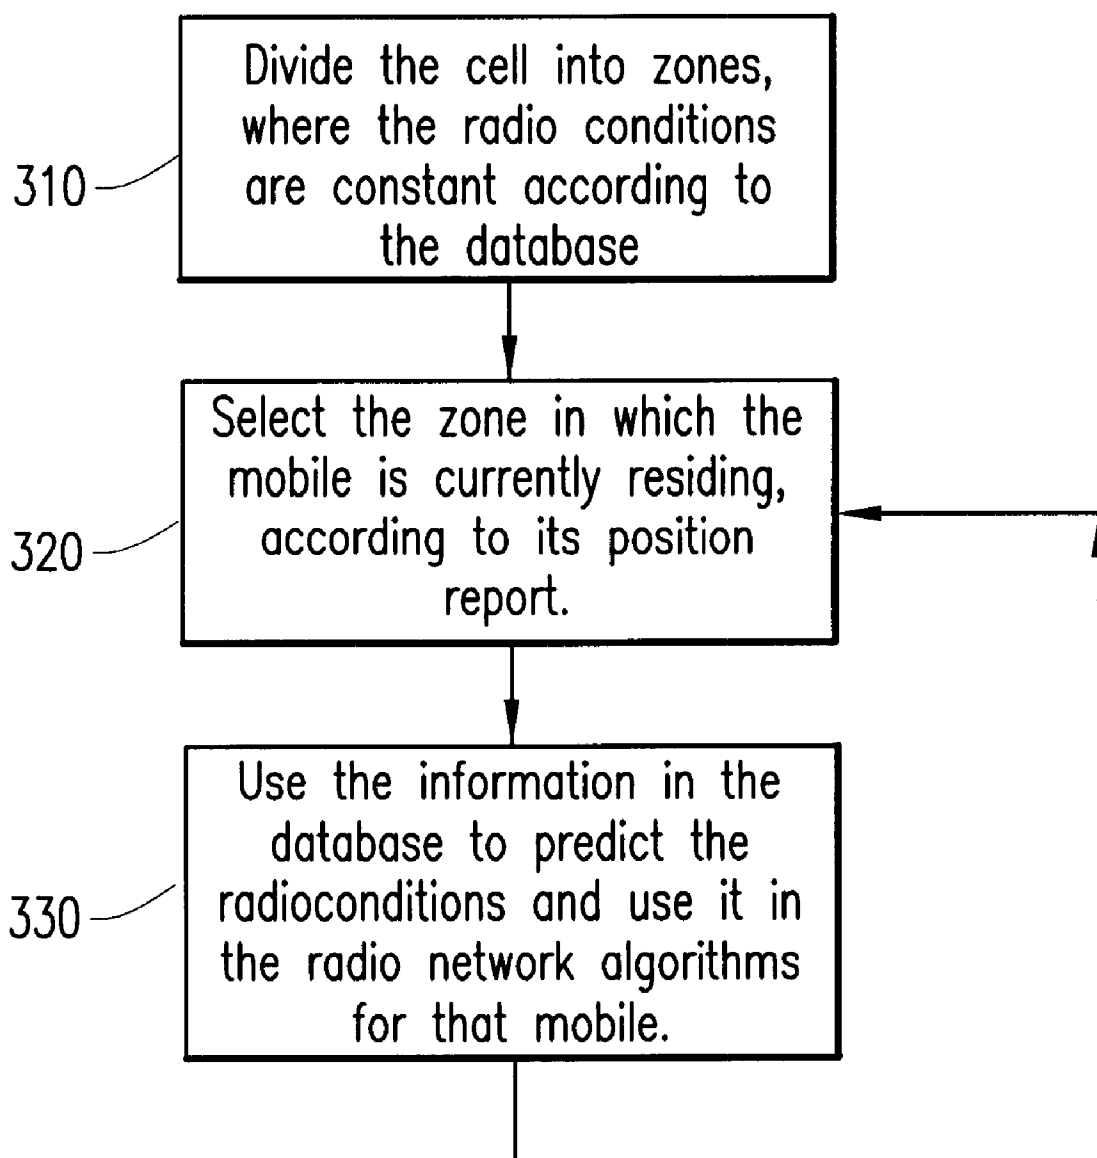 Divide the cell into zones,
where the radio conditions
are constant according to
the database
310
Select the zone in which the
mobile is currently residing,
according to its position
report.
320
Use the information in the
database to predict the
radioconditions and use it in
the radio network algorithms
for that mobile.
330